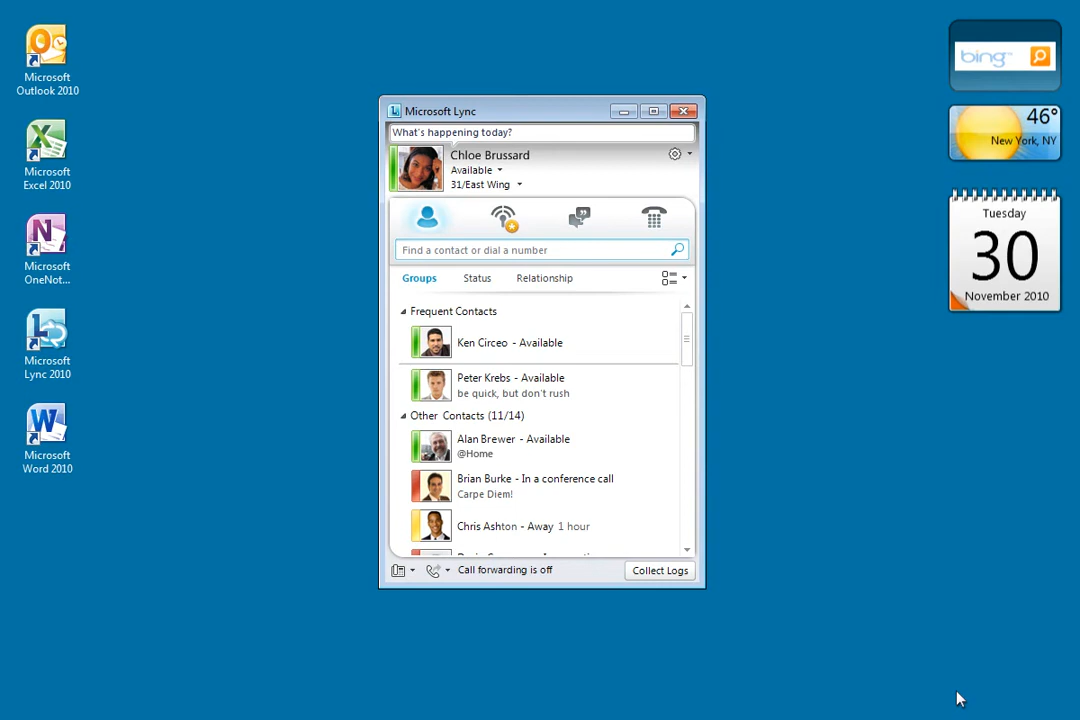 Microsoft
Outlook 2010
Microsoft
Excel 2010
Microsoft
OneNot...
Microsoft
Lync 2010
Microsoft
Word 2010
Microsoft Lync
What's happening today?
Chloe Brussard
Available
31/East Wing
Find a contact or dial a number
Groups Status Relationship
Frequent Contacts
Ken Circeo - Available
Peter Krebs - Available
be quick, but don't rush
Other Contacts (11/14)
Alan Brewer - Available
@Home
Brian Burke - In a conference call
Carpe Diem!
Chris Ashton - Away 1 hour
Call forwarding is off
Collect Logs
bing
46°
New York, NY
Tuesday
30
November 2010